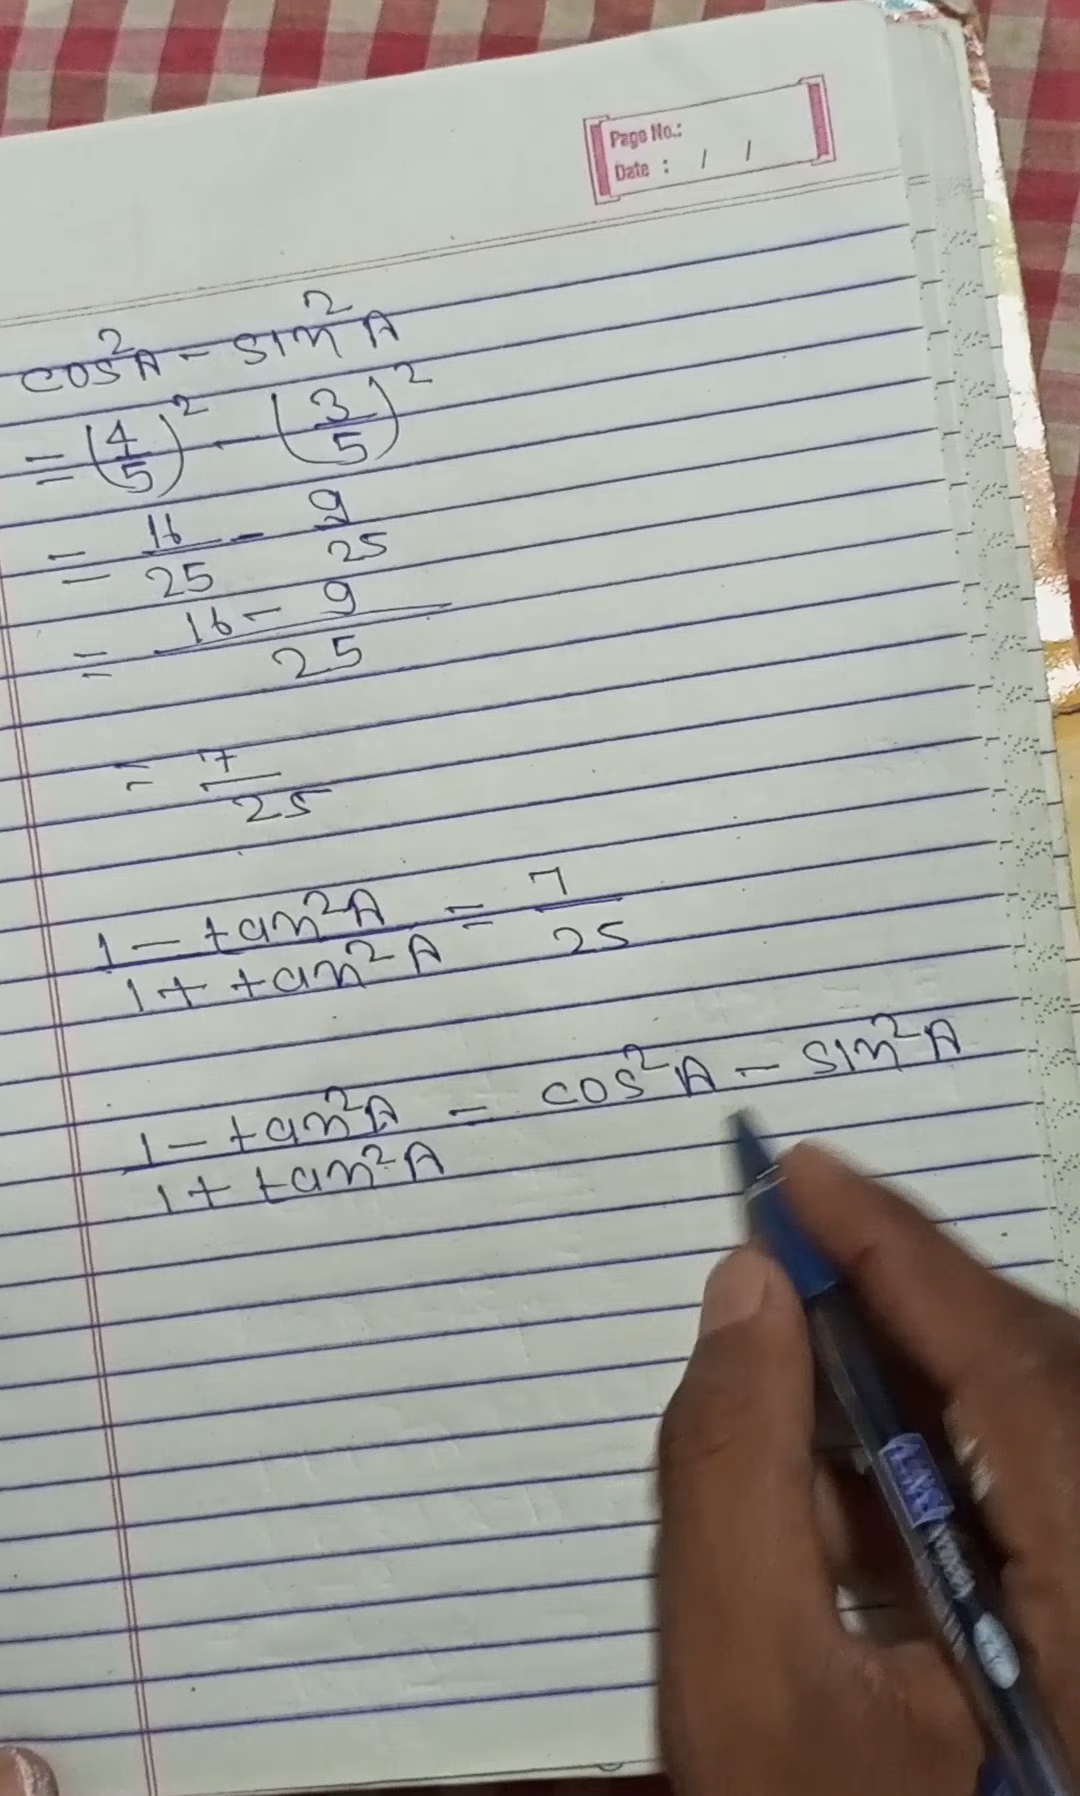 Page No.:
Date : / /
cos²A - sin²A
= (4/5)² - (3/5)²
= 16/25 - 9/25
= 16 - 9/25
= 7/25
1 - tan²A/1 + tan²A = 7/25
1 - tan²A/1 + tan²A = cos²A - sin²A